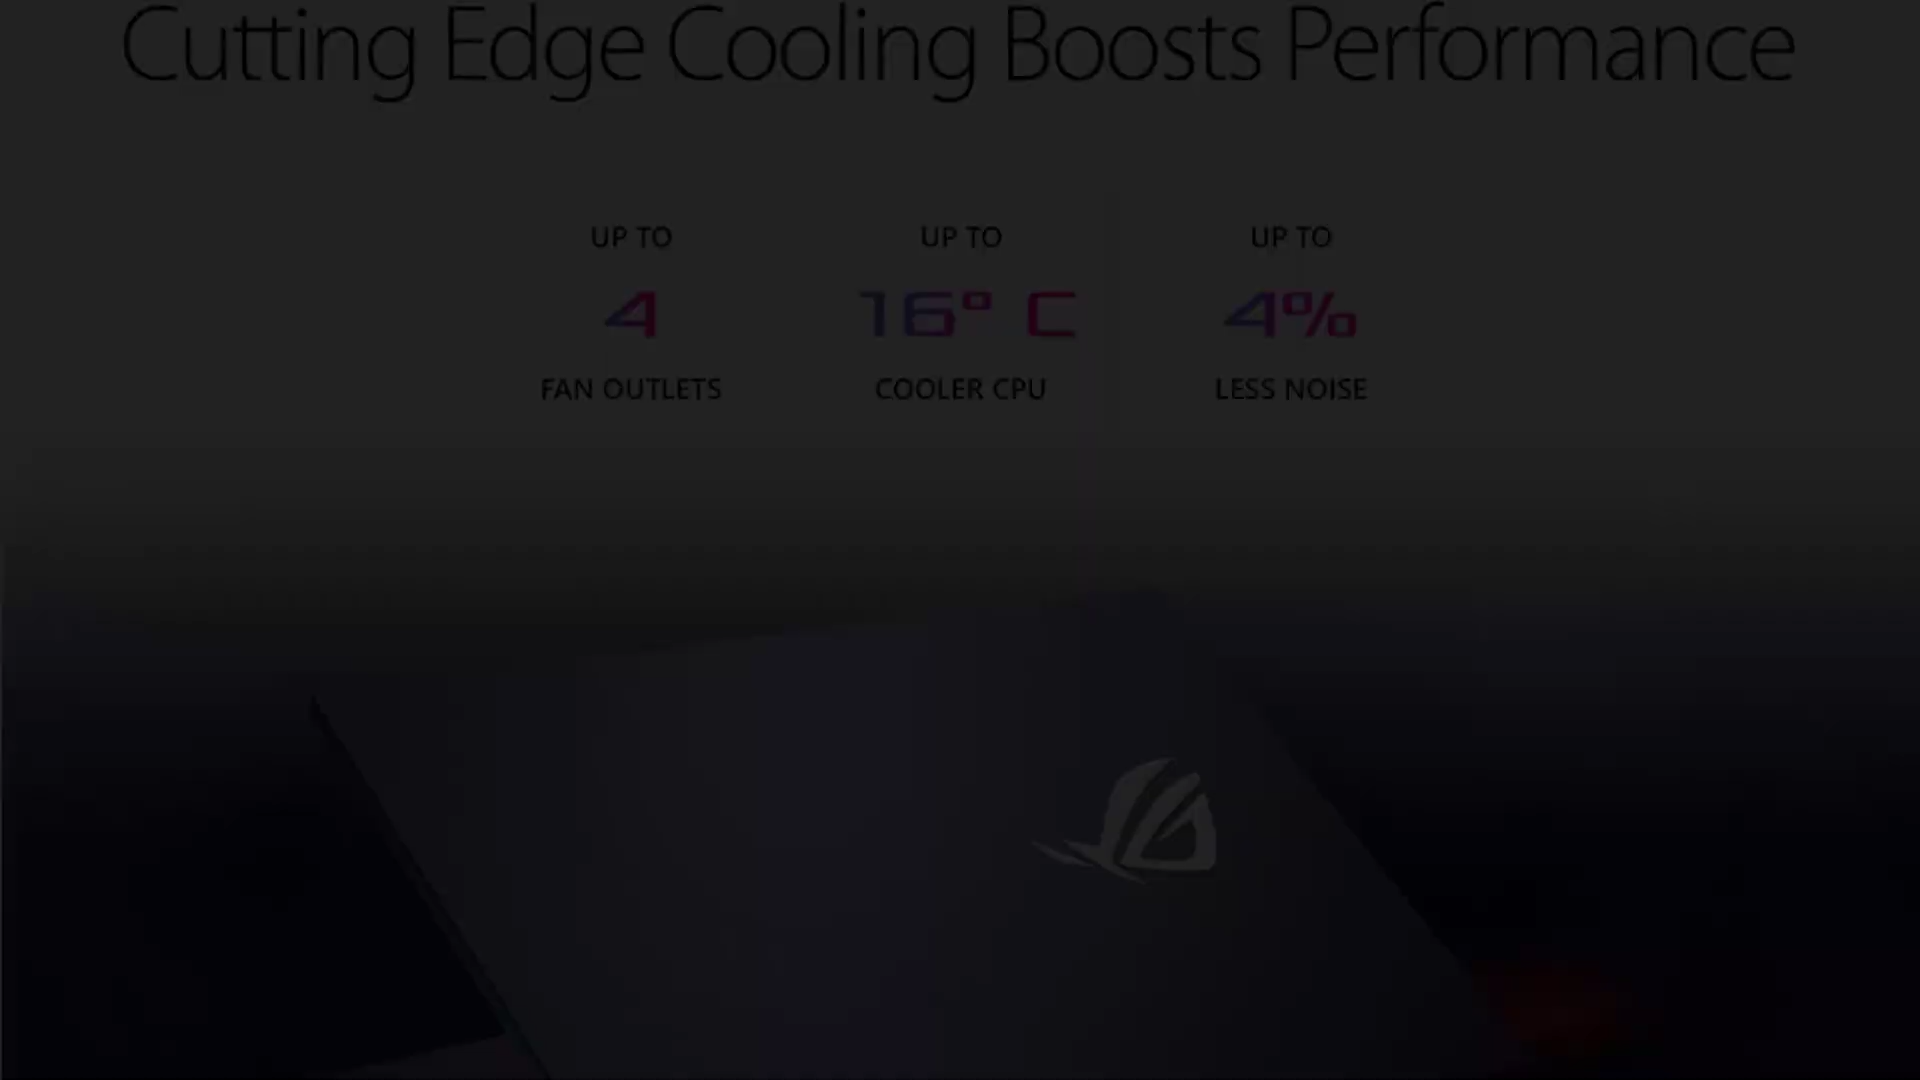 Cutting Edge Cooling Boosts Performance
UP TO UP TO UP TO
4 16° C 4%
FAN OUTLETS COOLER CPU LESS NOISE